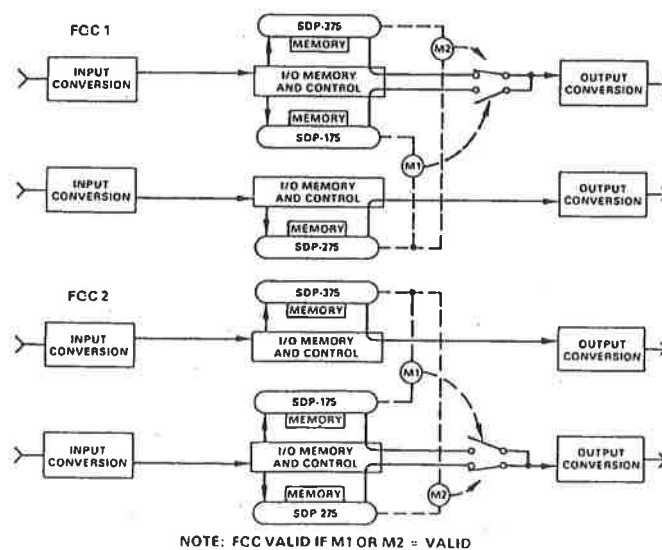 FCC 1
SDP-375
MEMORY
M2
INPUT
CONVERSION
I/O MEMORY
AND CONTROL
OUTPUT
CONVERSION
MEMORY
SDP-175
M1
INPUT
CONVERSION
I/O MEMORY
AND CONTROL
OUTPUT
CONVERSION
MEMORY
SDP-275
FCC 2
SDP-375
MEMORY
INPUT
CONVERSION
I/O MEMORY
AND CONTROL
OUTPUT
CONVERSION
M1
SDP-175
MEMORY
INPUT
CONVERSION
I/O MEMORY
AND CONTROL
OUTPUT
CONVERSION
MEMORY
M2
SDP 275
NOTE: FCC VALID IF M1 OR M2 = VALID